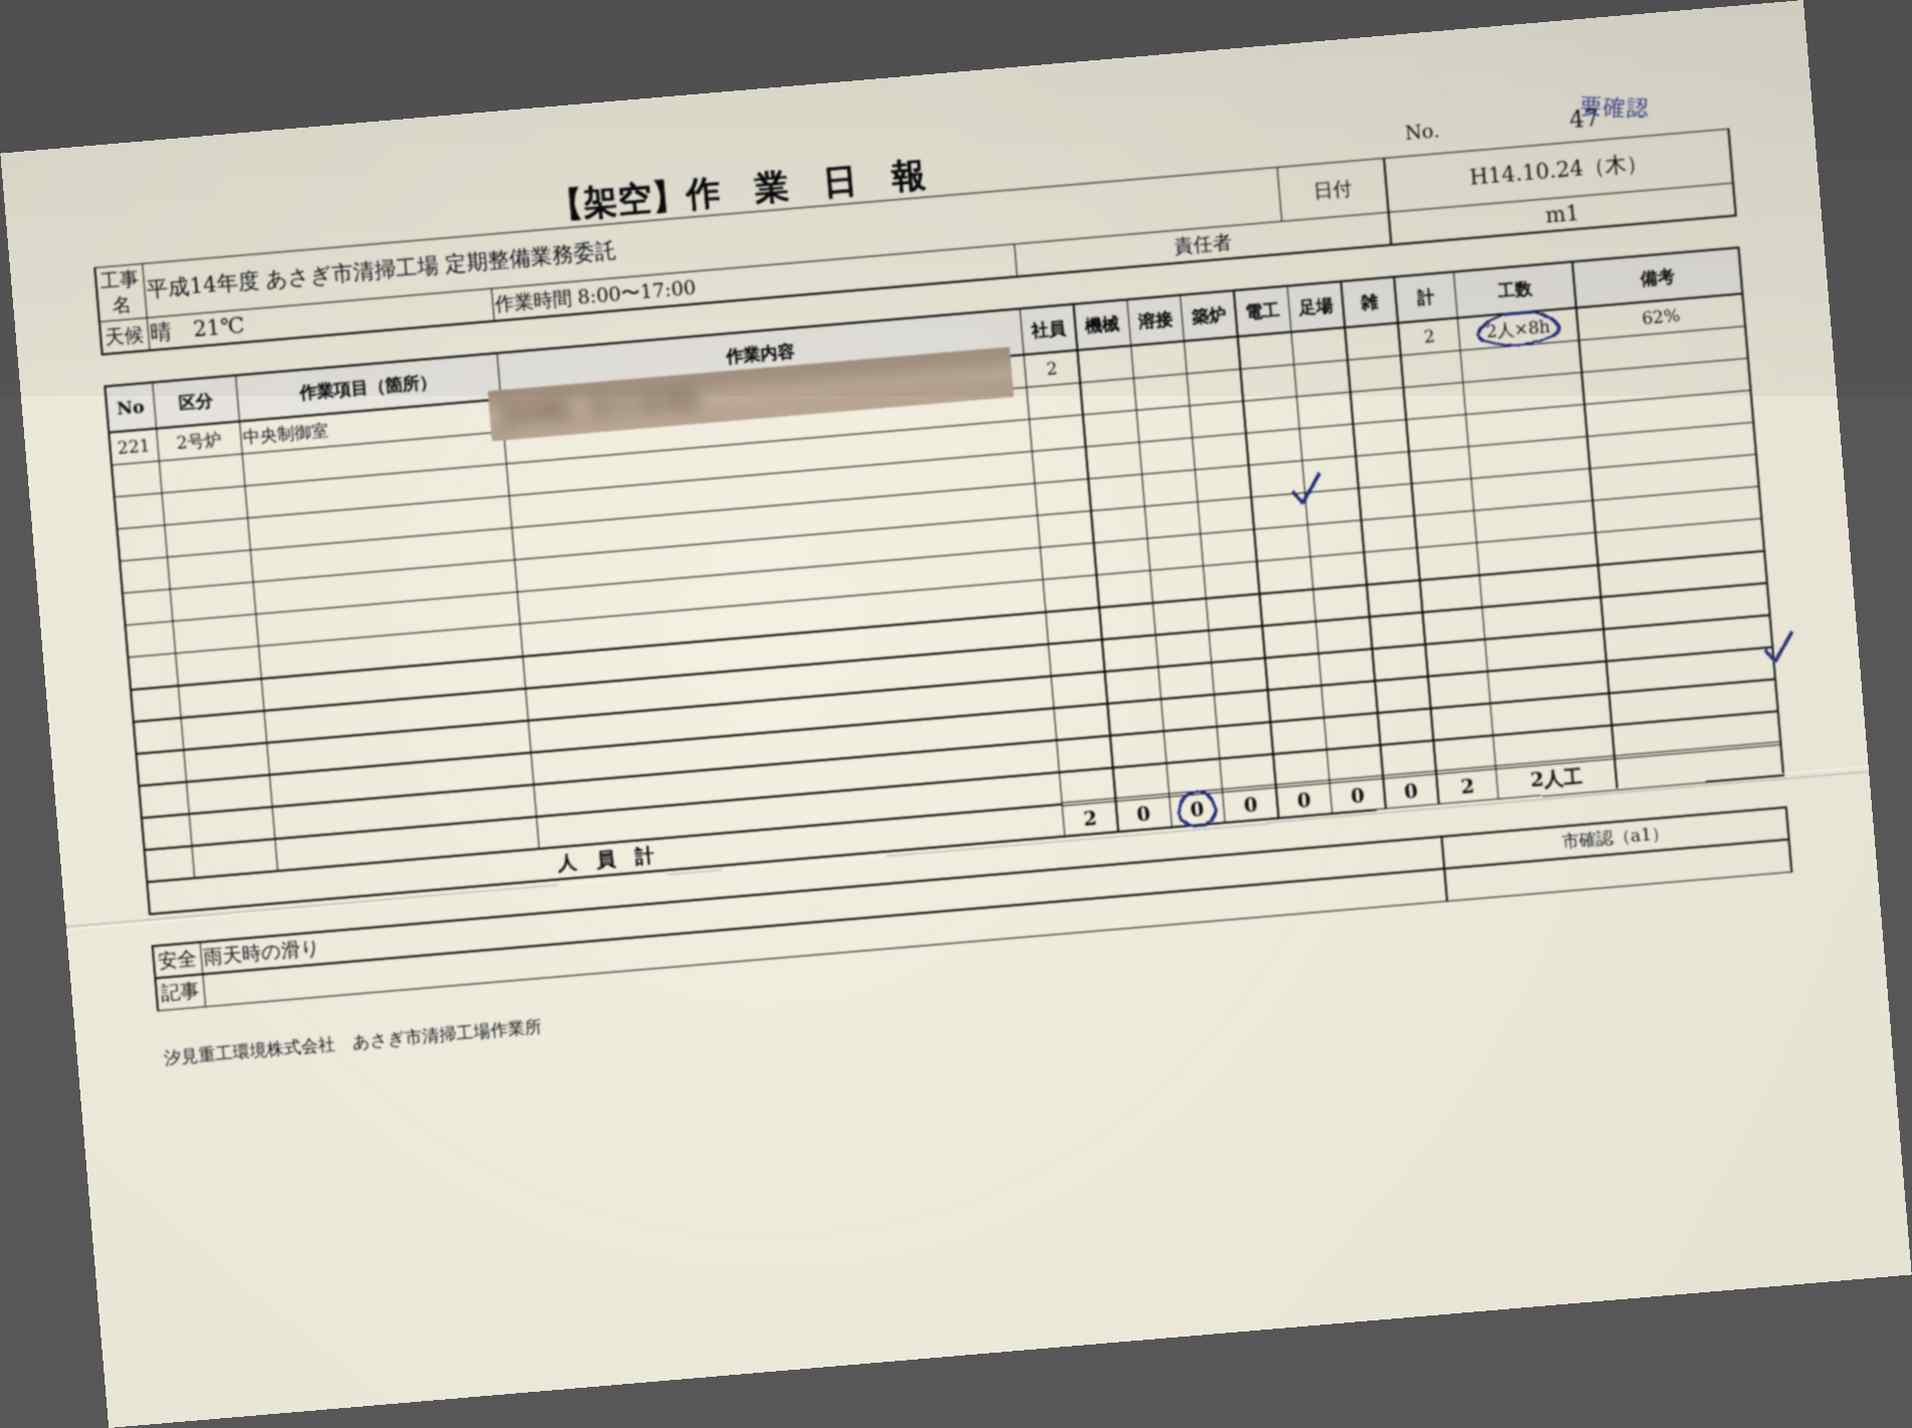 要確認
No. 47
【架空】作 業 日 報
工事名 平成14年度 あさぎ市清掃工場 定期整備業務委託 日付 H14.10.24（木）
天候 晴 21℃ 作業時間 8:00〜17:00 責任者 m1
No 区分 作業項目（箇所） 作業内容 社員 機械 溶接 築炉 電工 足場 雑 計 工数 備考
221 2号炉 中央制御室 2 2 2人×8h 62%
人 員 計 2 0 0 0 0 0 0 2 2人工
安全 雨天時の滑り 市確認（a1）
記事
汐見重工環境株式会社 あさぎ市清掃工場作業所